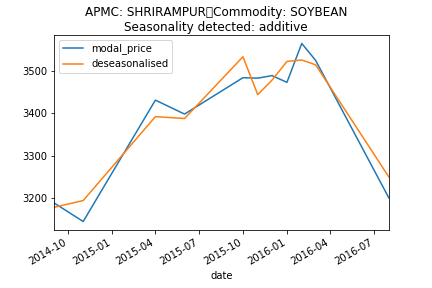 APMC: SHRIRAMPUR▯Commodity: SOYBEAN
Seasonality detected: additive
modal_price
deseasonalised
3500
3400
3300
3200
2014-10
2015-01
2015-04
2015-07
2015-10
2016-01
2016-04
2016-07
date